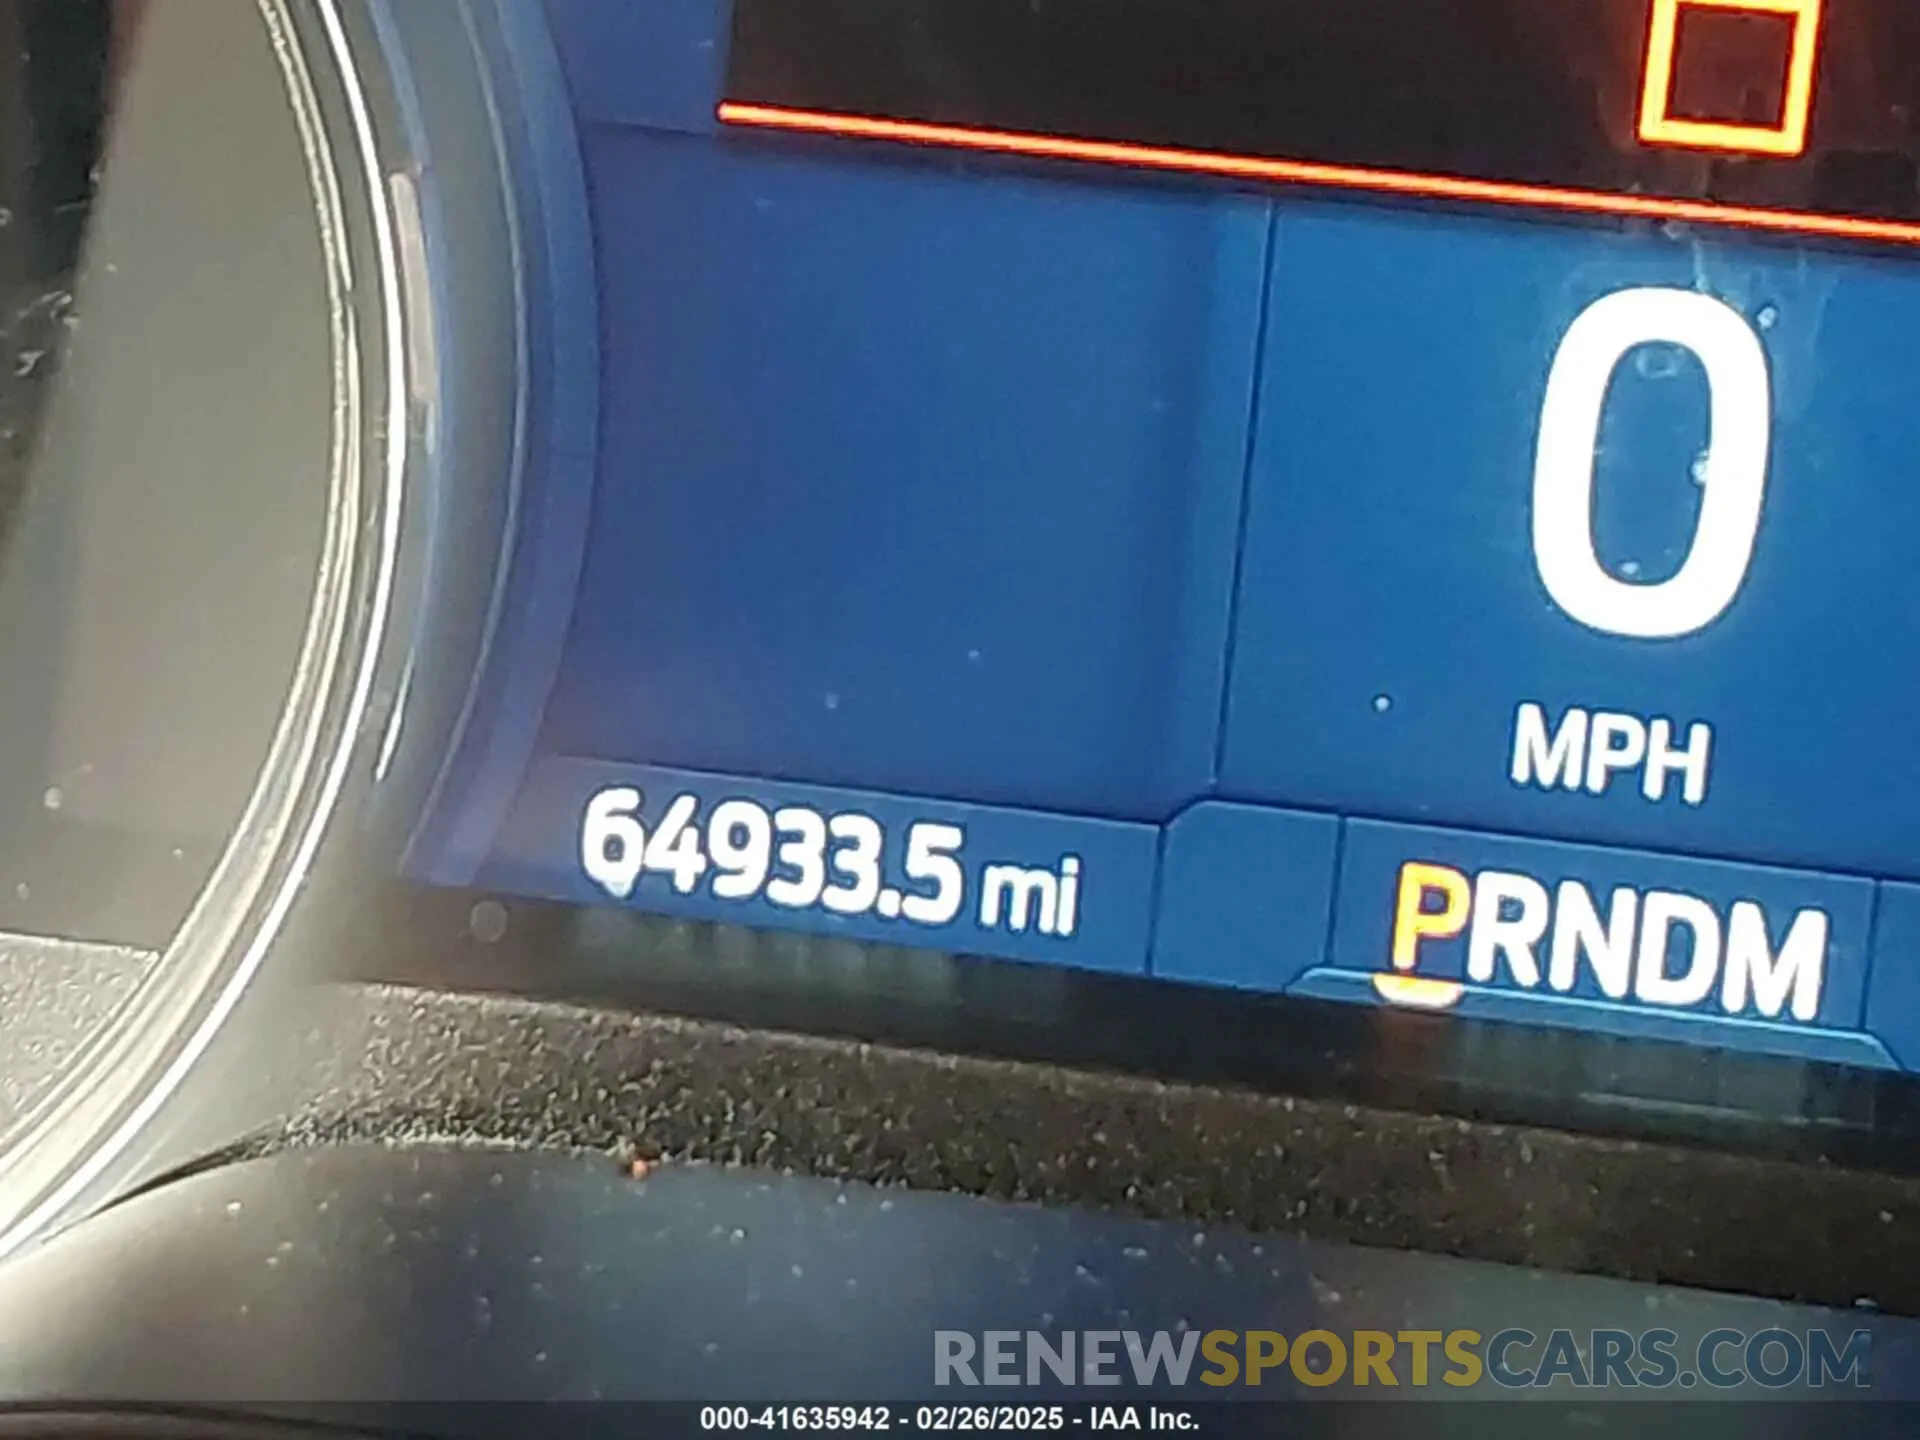 0
MPH
64933.5 mi
PRNDM
RENEWSPORTSCARS.COM
000-41635942 - 02/26/2025 - IAA Inc.